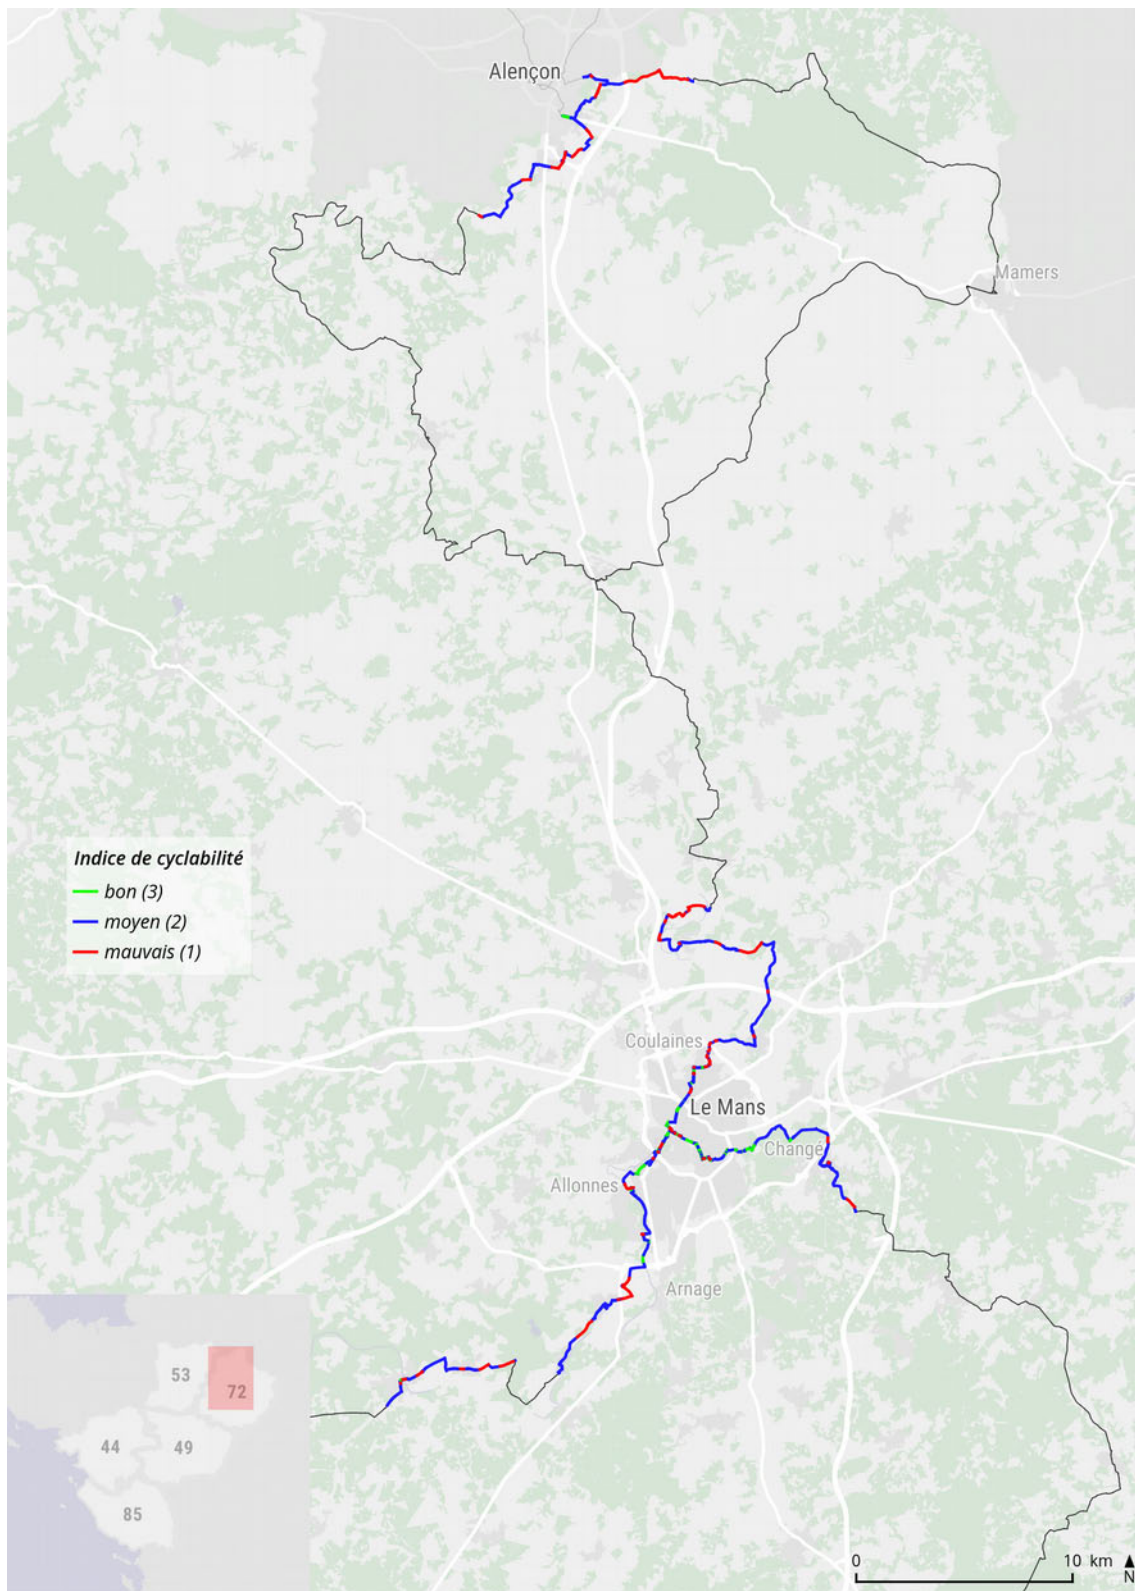 Alençon
Mamers
Indice de cyclabilité
bon (3)
moyen (2)
mauvais (1)
Coulaines
Le Mans
Changé
Allonnes
Arnage
53
72
44
49
85
0 10 km
N